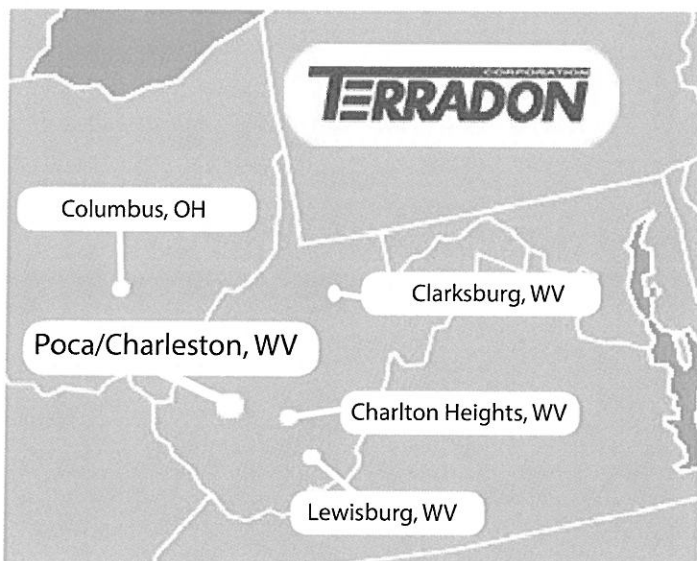 CORPORATION
TERRADON
Columbus, OH
Clarksburg, WV
Poca/Charleston, WV
Charlton Heights, WV
Lewisburg, WV